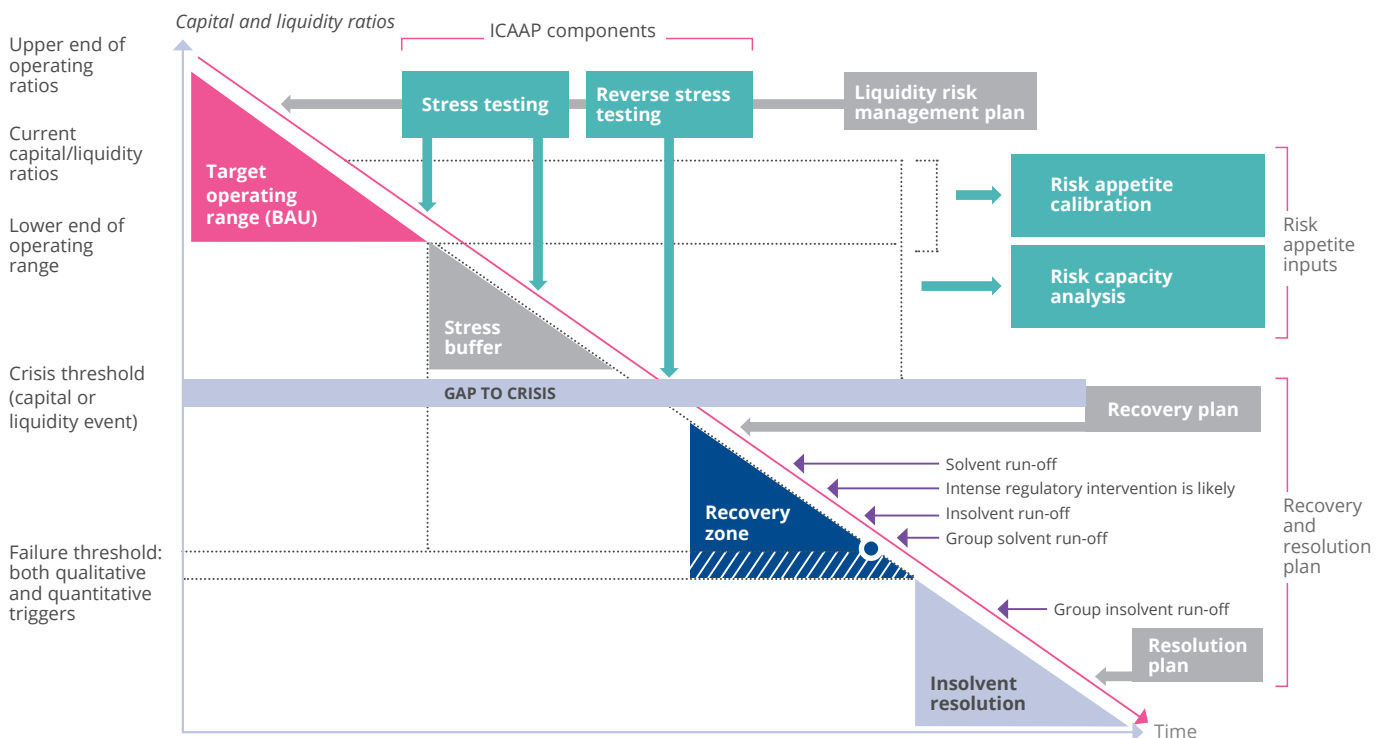 Capital and liquidity ratios
ICAAP components
Upper end of
operating
ratios
Stress testing
Reverse stress
testing
Liquidity risk
management plan
Current
capital/liquidity
ratios
Target
operating
range (BAU)
Risk appetite
calibration
Lower end of
operating
range
Risk
appetite
inputs
Risk capacity
analysis
Stress
buffer
Crisis threshold
(capital or
liquidity event)
GAP TO CRISIS
Recovery plan
Solvent run-off
Intense regulatory intervention is likely
Insolvent run-off
Group solvent run-off
Recovery
zone
Recovery
and
resolution
plan
Failure threshold:
both qualitative
and quantitative
triggers
Group insolvent run-off
Resolution
plan
Insolvent
resolution
Time